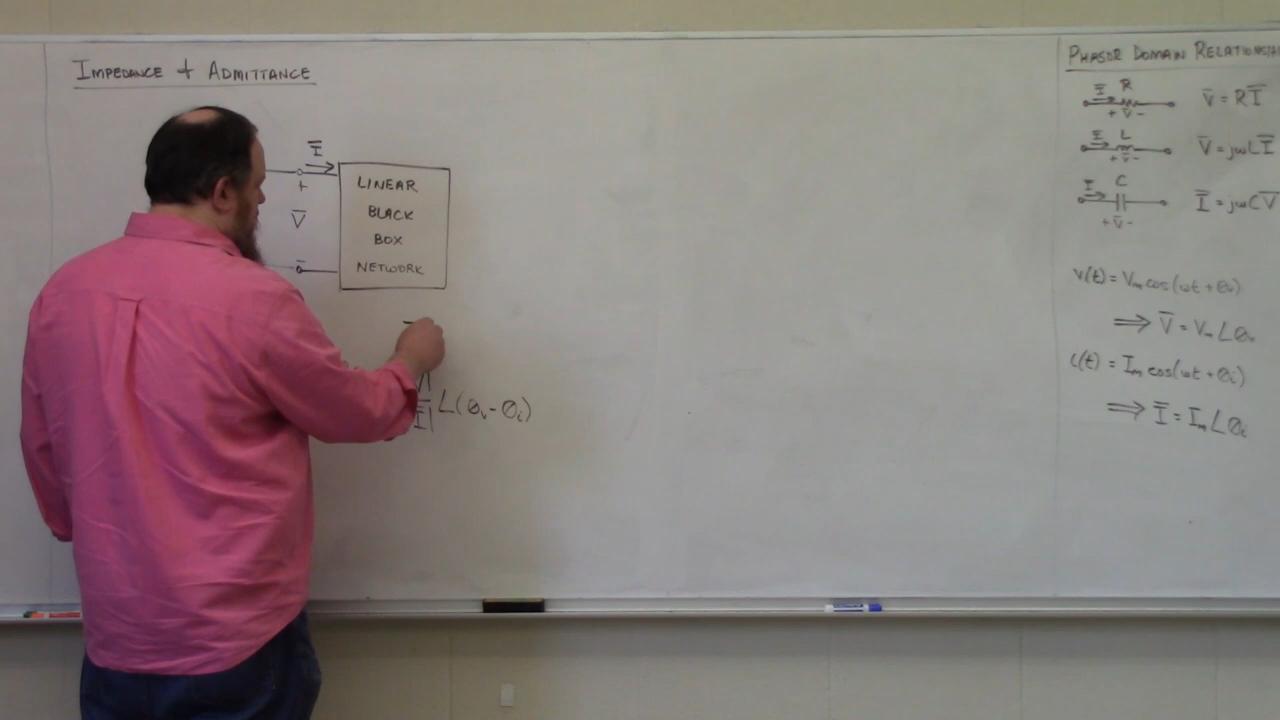 IMPEDANCE + ADMITTANCE
Ī
+
V̄
-
LINEAR
BLACK
BOX
NETWORK
∠(θv - θi)
PHASOR DOMAIN
Ī R
+ V̄ -
V̄ = RĪ
Ī L
+ V̄ -
V̄ = jωLĪ
Ī C
+ V̄ -
Ī = jωCV̄
v(t) = Vm cos(ωt + θv)
⟹ V̄ = Vm ∠θv
i(t) = Im cos(ωt + θi)
⟹ Ī = Im ∠θi